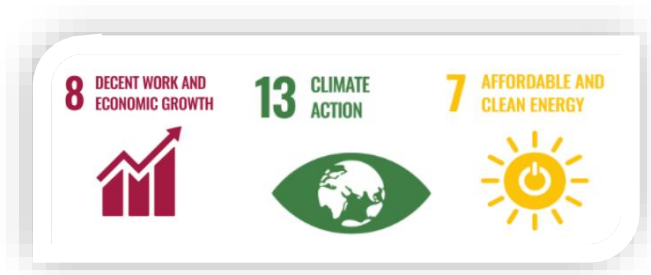 8 DECENT WORK AND
ECONOMIC GROWTH
13 CLIMATE
ACTION
7 AFFORDABLE AND
CLEAN ENERGY